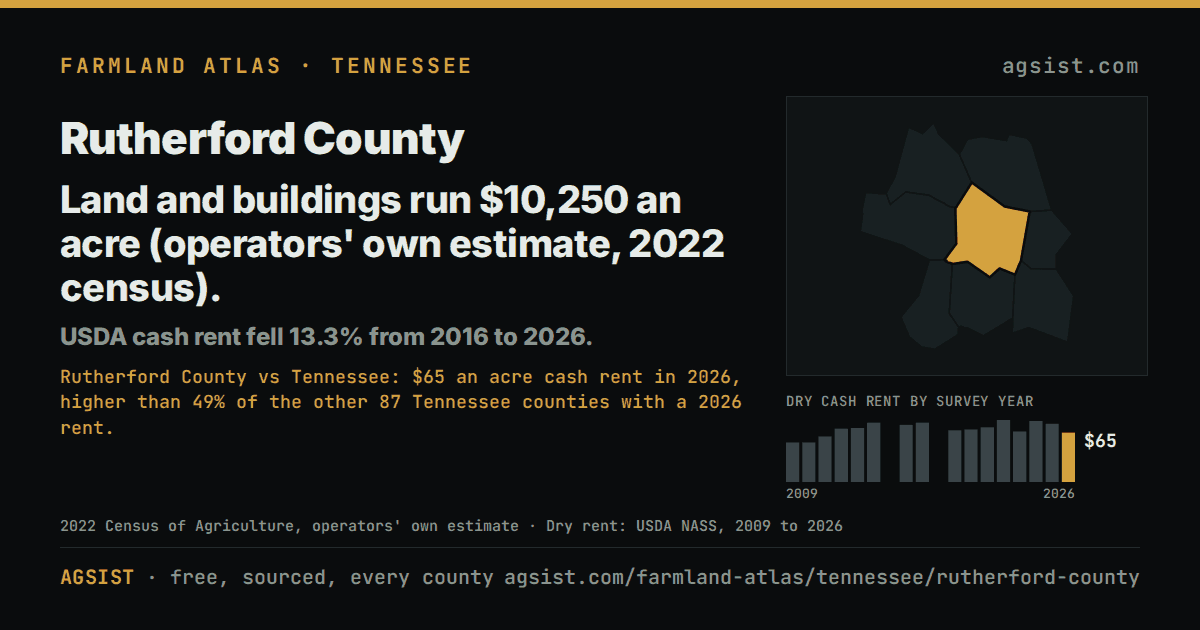 FARMLAND ATLAS · TENNESSEE
agsist.com
Rutherford County
Land and buildings run $10,250 an
acre (operators' own estimate, 2022
census).
USDA cash rent fell 13.3% from 2016 to 2026.
Rutherford County vs Tennessee: $65 an acre cash rent in 2026,
higher than 49% of the other 87 Tennessee counties with a 2026
rent.
DRY CASH RENT BY SURVEY YEAR
$65
2009
2026
2022 Census of Agriculture, operators' own estimate · Dry rent: USDA NASS, 2009 to 2026
AGSIST · free, sourced, every county agsist.com/farmland-atlas/tennessee/rutherford-county